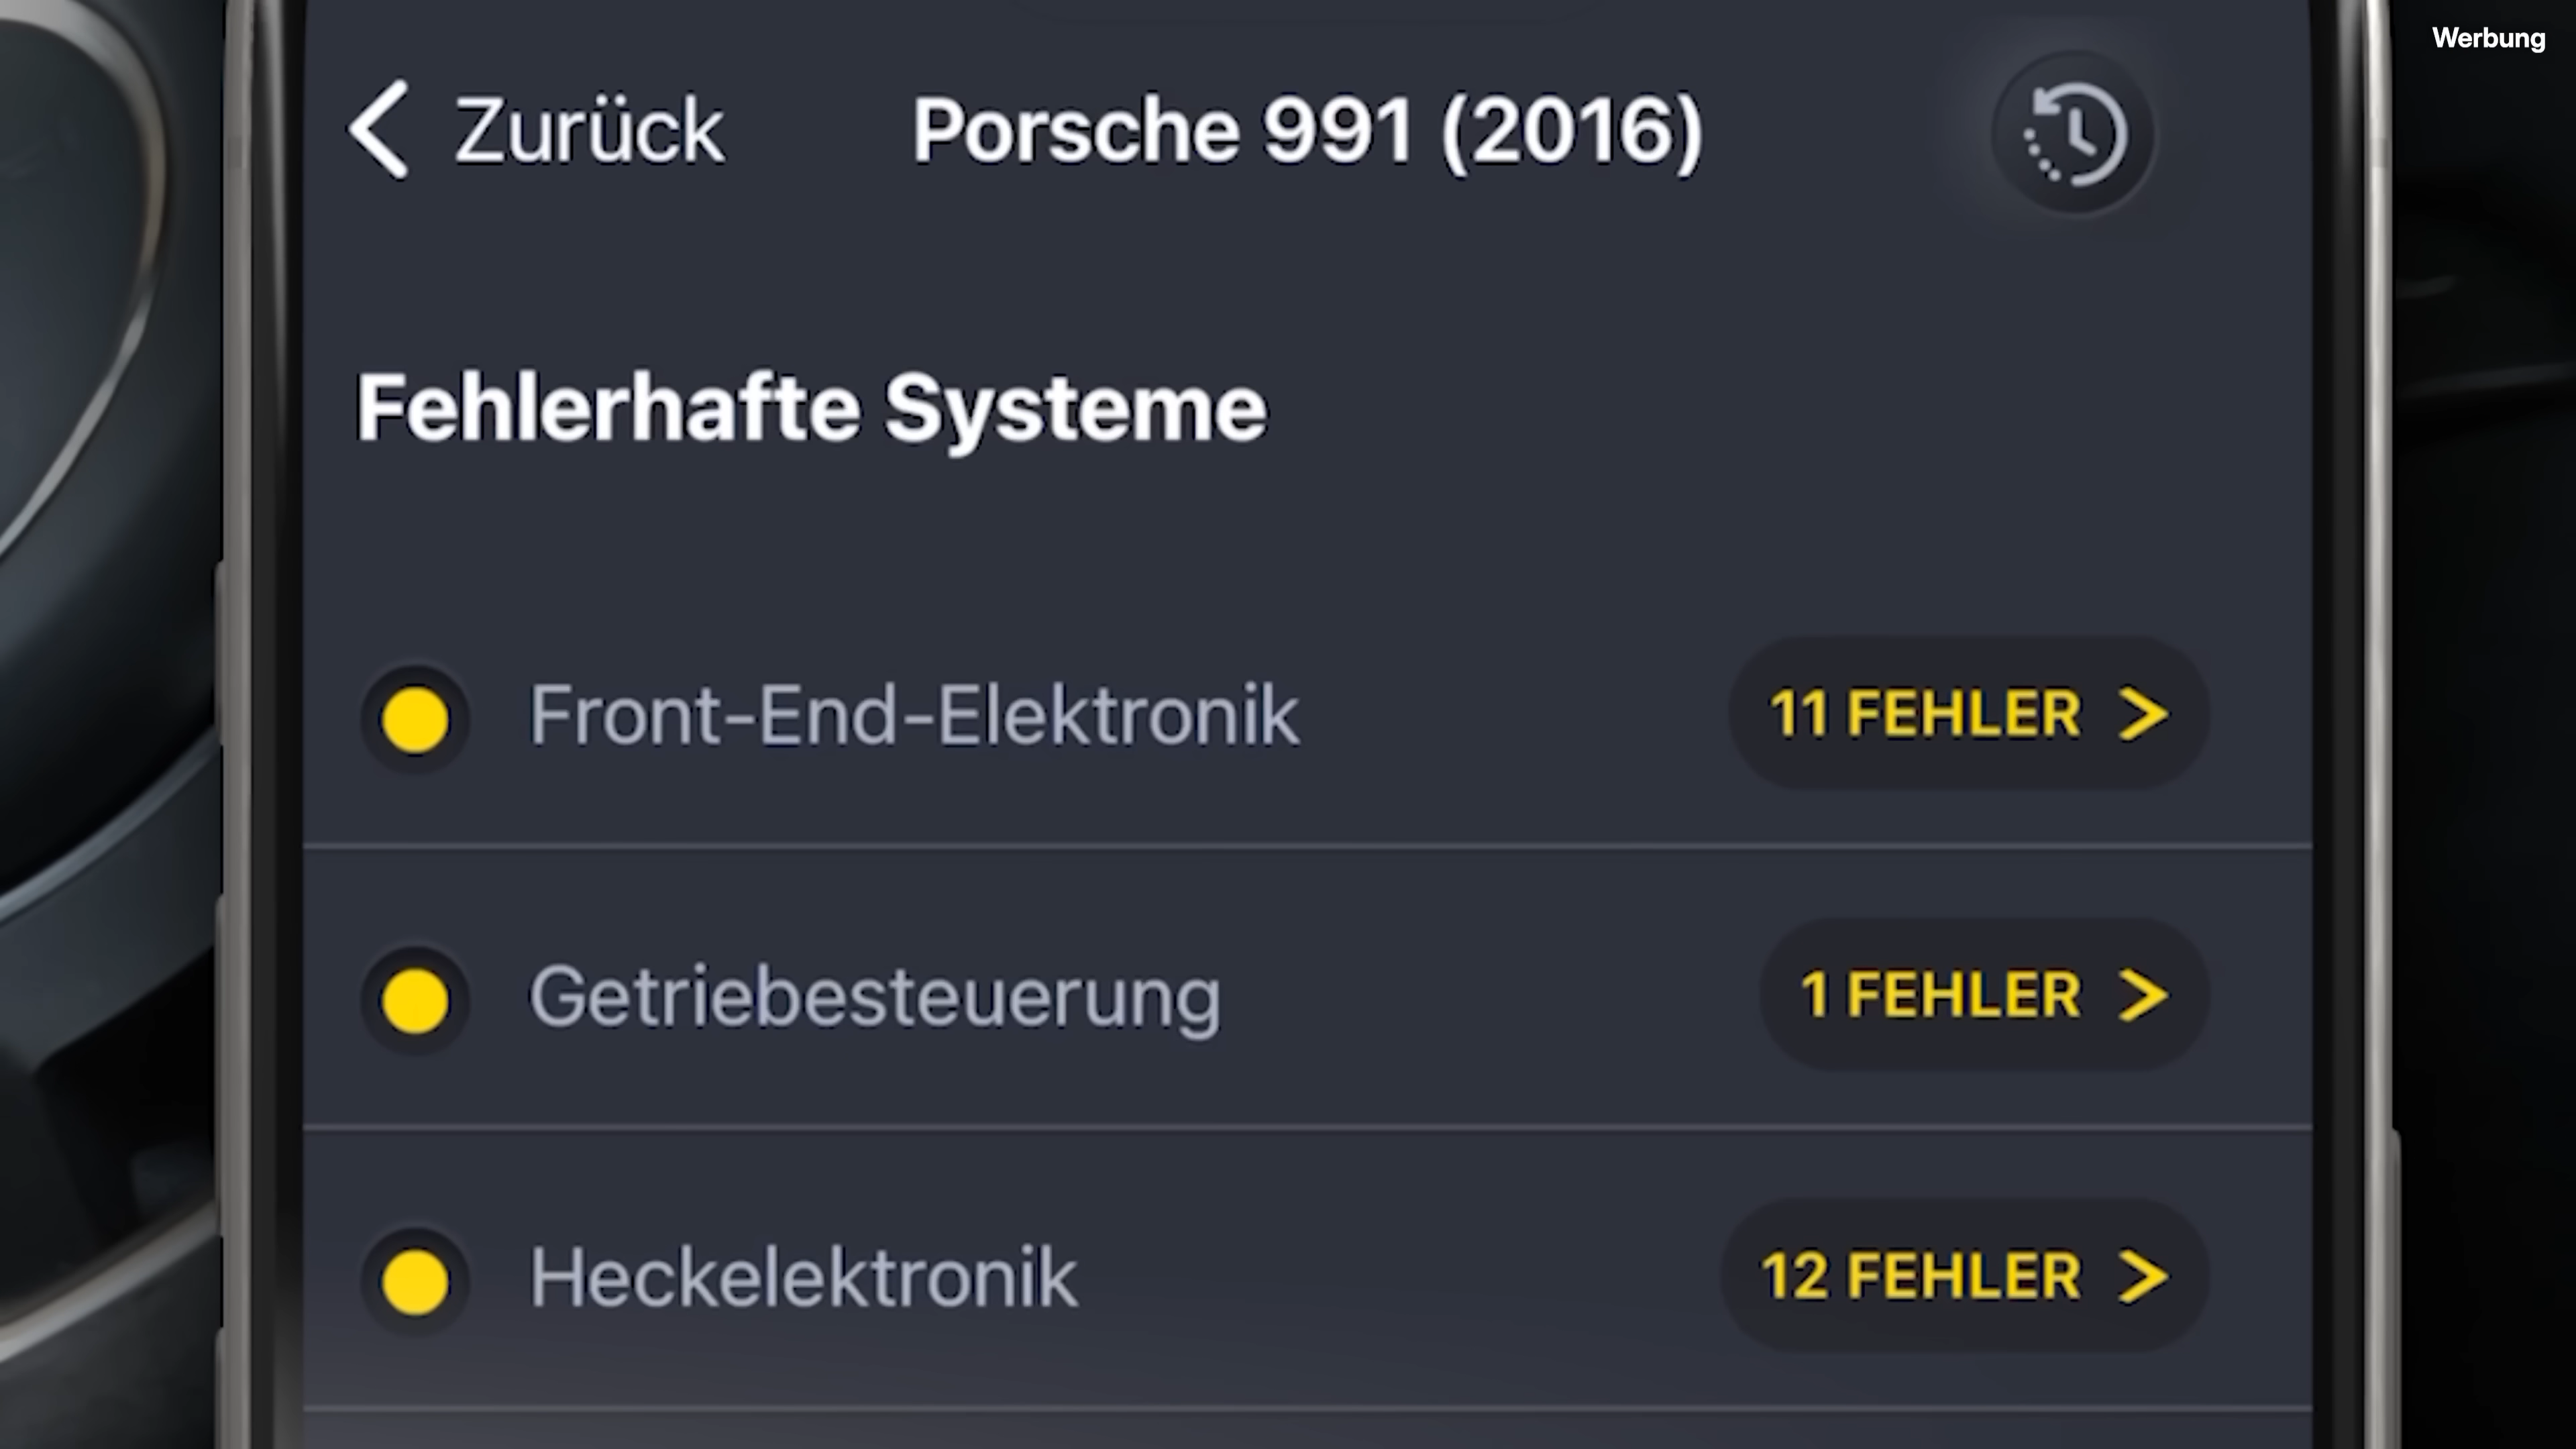 Werbung
Zurück
Porsche 991 (2016)
Fehlerhafte Systeme
Front-End-Elektronik
11 FEHLER >
Getriebesteuerung
1 FEHLER >
Heckelektronik
12 FEHLER >